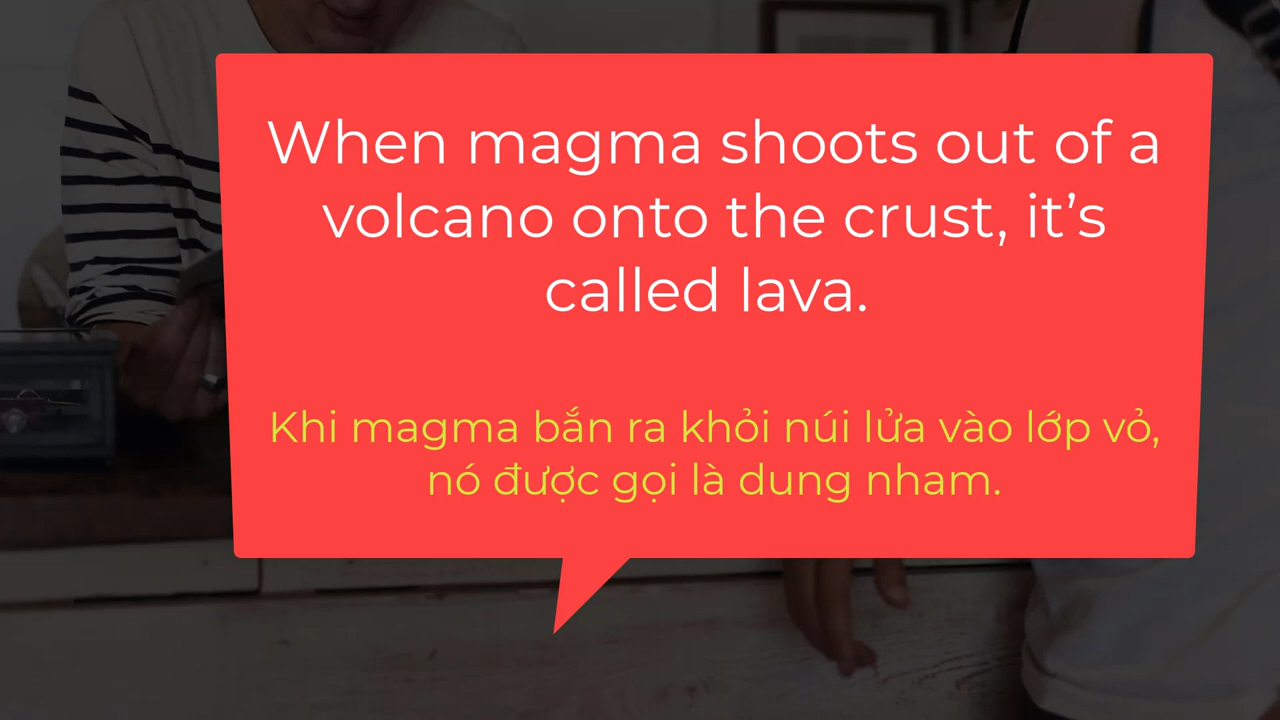 When magma shoots out of a
volcano onto the crust, it’s
called lava.
Khi magma bắn ra khỏi núi lửa vào lớp vỏ,
nó được gọi là dung nham.